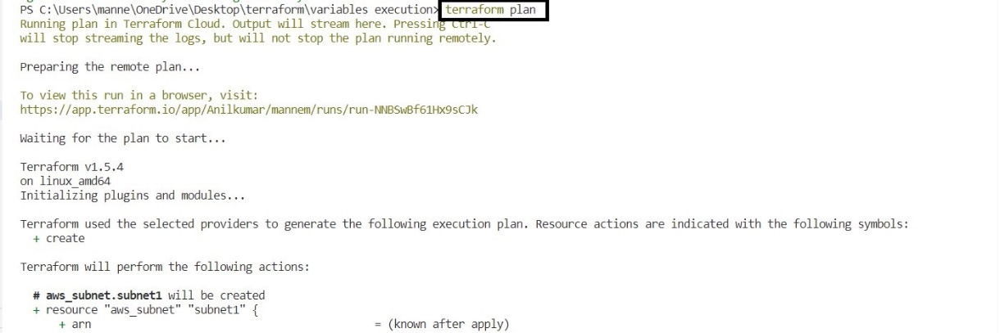 PS C:\Users\manne\OneDrive\Desktop\terraform\variables execution> terraform plan
Running plan in Terraform Cloud. Output will stream here. Pressing Ctrl-C
will stop streaming the logs, but will not stop the plan running remotely.
Preparing the remote plan...
To view this run in a browser, visit:
https://app.terraform.io/app/Anilkumar/mannem/runs/run-NNBSwBf61Hx9sCJk
Waiting for the plan to start...
Terraform v1.5.4
on linux_amd64
Initializing plugins and modules...
Terraform used the selected providers to generate the following execution plan. Resource actions are indicated with the following symbols:
+ create
Terraform will perform the following actions:
# aws_subnet.subnet1 will be created
+ resource "aws_subnet" "subnet1" {
+ arn = (known after apply)